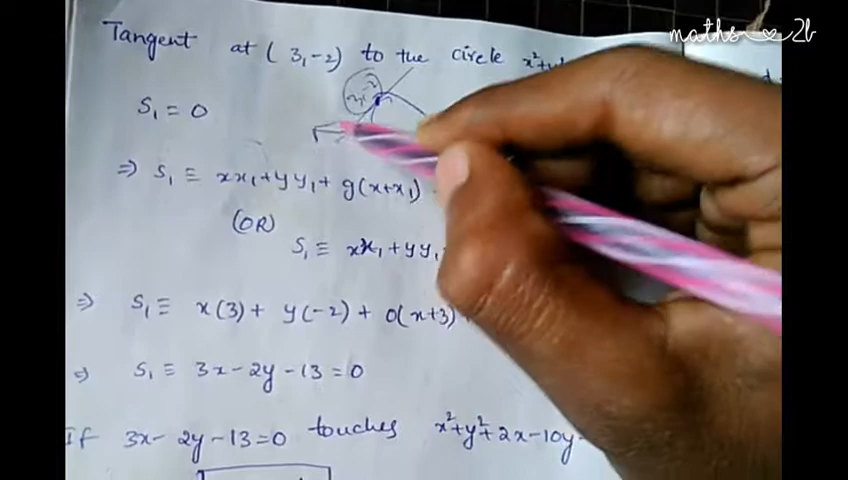 maths 2b
Tangent at (3,-2) to the circle x²+y²
S₁ = 0
⇒ S₁ ≡ xx₁+yy₁+ g(x+x₁)
(OR)
S₁ ≡ xx₁+yy₁
⇒ S₁≡ x(3)+ y(-2)+ 0(x+3)
⇒ S₁ ≡ 3x-2y-13=0
If 3x-2y-13=0 touches x²+y²+2x-10y-